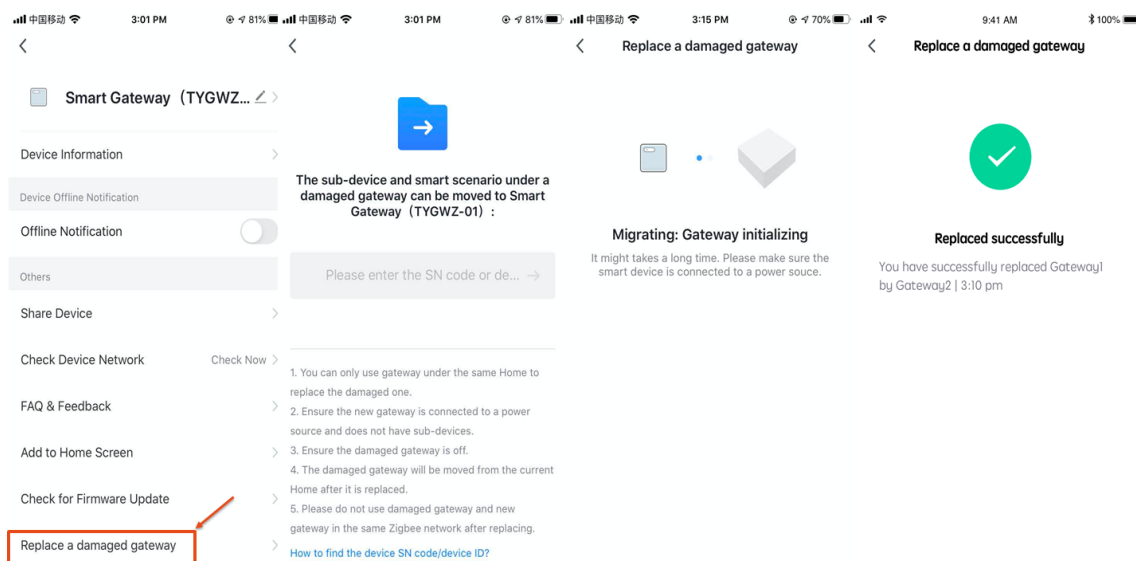 中国移动 3:01 PM 81%
Smart Gateway（TYGWZ...
Device Information
Device Offline Notification
Offline Notification
Others
Share Device
Check Device Network Check Now
FAQ & Feedback
Add to Home Screen
Check for Firmware Update
Replace a damaged gateway
中国移动 3:01 PM 81%
The sub-device and smart scenario under a
damaged gateway can be moved to Smart
Gateway（TYGWZ-01）:
Please enter the SN code or de...
1. You can only use gateway under the same Home to
replace the damaged one.
2. Ensure the new gateway is connected to a power
source and does not have sub-devices.
3. Ensure the damaged gateway is off.
4. The damaged gateway will be moved from the current
Home after it is replaced.
5. Please do not use damaged gateway and new
gateway in the same Zigbee network after replacing.
How to find the device SN code/device ID?
中国移动 3:15 PM 70%
Replace a damaged gateway
Migrating: Gateway initializing
It might takes a long time. Please make sure the
smart device is connected to a power souce.
9:41 AM 100%
Replace a damaged gateway
Replaced successfully
You have successfully replaced Gateway1
by Gateway2 | 3:10 pm